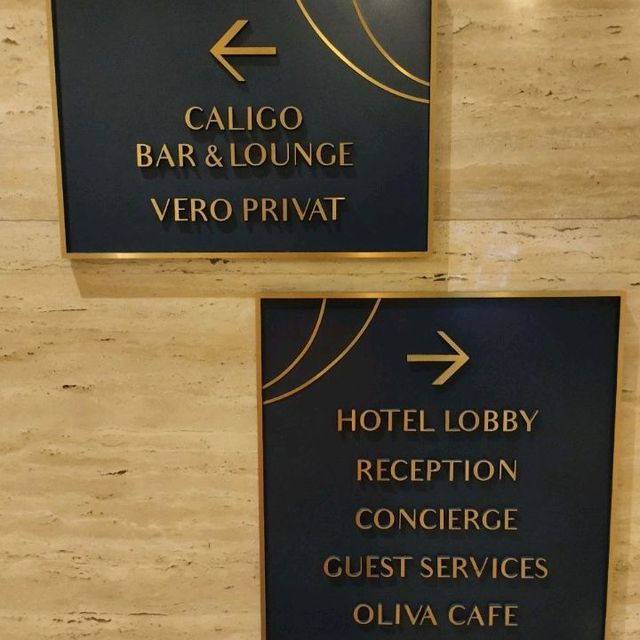 CALIGO
BAR & LOUNGE
VERO PRIVAT
HOTEL LOBBY
RECEPTION
CONCIERGE
GUEST SERVICES
OLIVA CAFE